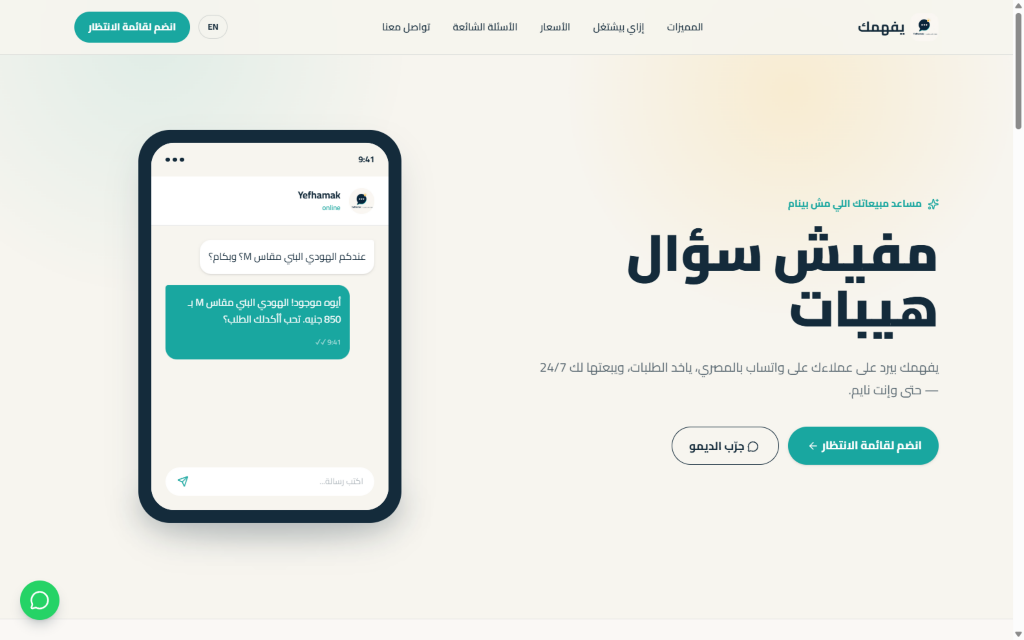 يفهمك
المميزات
إزاي بيشتغل
الأسعار
الأسئلة الشائعة
تواصل معنا
EN
انضم لقائمة الانتظار
مساعد مبيعاتك اللي مش بينام
مفيش سؤال
هيبات
يفهمك بيرد على عملاءك على واتساب بالمصري، ياخد الطلبات، ويبعتها لك 24/7
— حتى وإنت نايم.
انضم لقائمة الانتظار ←
جرّب الديمو
9:41
Yefhamak
online
عندكم الهودي البني مقاس M؟ وبكام؟
أيوه موجود! الهودي البني مقاس M بـ
850 جنيه. تحب أأكدلك الطلب؟
9:41 ✓✓
اكتب رسالة...